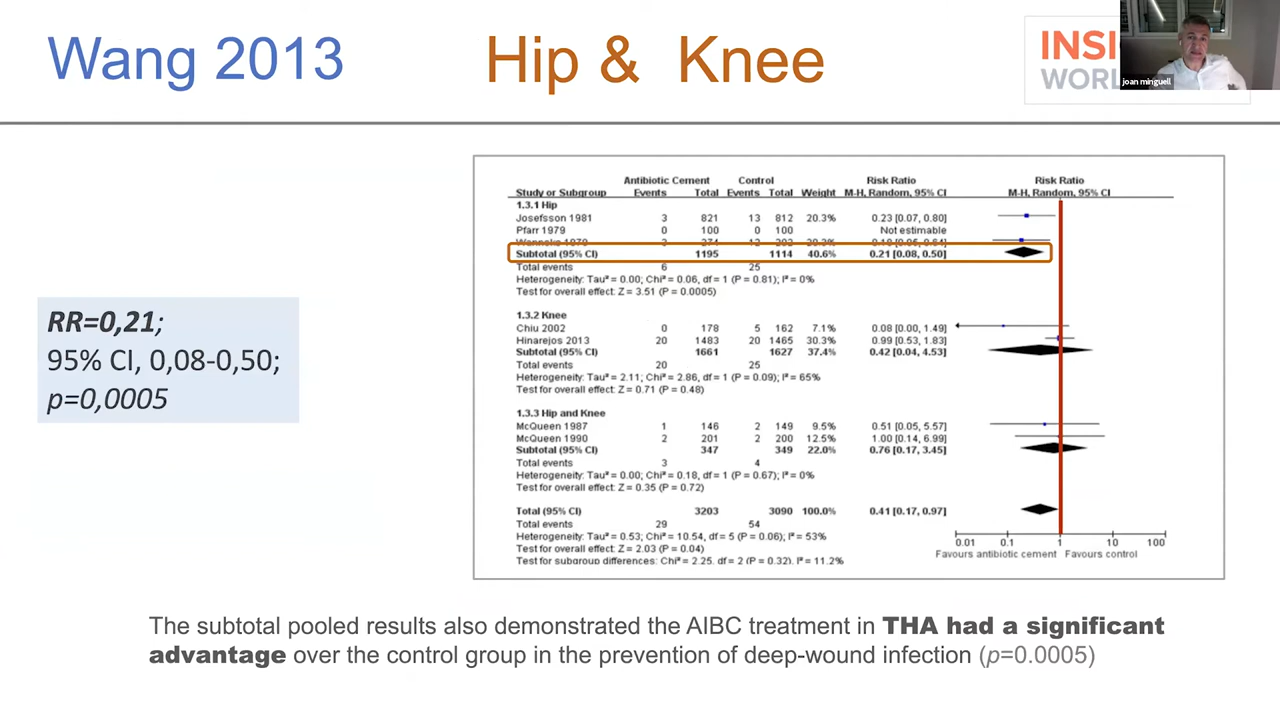 Wang 2013
Hip & Knee
INSI
WORL
joan minguell
RR=0,21;
95% CI, 0,08-0,50;
p=0,0005
Antibiotic Cement Control Risk Ratio Risk Ratio
Study or Subgroup Events Total Events Total Weight M-H, Random, 95% CI M-H, Random, 95% CI
1.3.1 Hip
Josefsson 1981 3 821 13 812 20.3% 0.23 [0.07, 0.80]
Pfarr 1979 0 100 0 100 Not estimable
Subtotal (95% CI) 1195 1114 40.6% 0.21 [0.08, 0.50]
Total events 6 25
Heterogeneity: Tau² = 0.00; Chi² = 0.06, df = 1 (P = 0.81); I² = 0%
Test for overall effect: Z = 3.51 (P = 0.0005)
1.3.2 Knee
Chiu 2002 0 178 5 162 7.1% 0.08 [0.00, 1.49]
Hinarejos 2013 20 1483 20 1465 30.3% 0.99 [0.53, 1.83]
Subtotal (95% CI) 1661 1627 37.4% 0.42 [0.04, 4.53]
Total events 20 25
Heterogeneity: Tau² = 2.11; Chi² = 2.86, df = 1 (P = 0.09); I² = 65%
Test for overall effect: Z = 0.71 (P = 0.48)
1.3.3 Hip and Knee
McQueen 1987 1 146 2 149 9.5% 0.51 [0.05, 5.57]
McQueen 1990 2 201 2 200 12.5% 1.00 [0.14, 6.99]
Subtotal (95% CI) 347 349 22.0% 0.76 [0.17, 3.45]
Total events 3 4
Heterogeneity: Tau² = 0.00; Chi² = 0.18, df = 1 (P = 0.67); I² = 0%
Test for overall effect: Z = 0.35 (P = 0.72)
Total (95% CI) 3203 3090 100.0% 0.41 [0.17, 0.97]
Total events 29 54
Heterogeneity: Tau² = 0.53; Chi² = 10.54, df = 5 (P = 0.06); I² = 53%
Test for overall effect: Z = 2.03 (P = 0.04)
Test for subgroup differences: Chi² = 2.25, df = 2 (P = 0.32), I² = 11.2%
0.01 0.1 1 10 100
Favours antibiotic cement Favours control
The subtotal pooled results also demonstrated the AIBC treatment in THA had a significant
advantage over the control group in the prevention of deep-wound infection (p=0.0005)